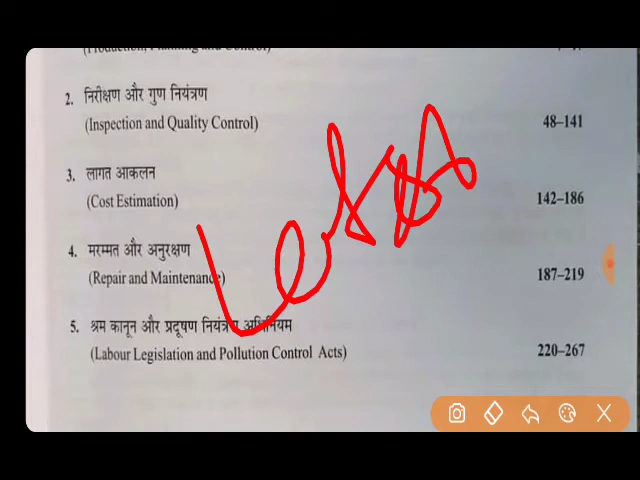 2. निरीक्षण और गुण नियंत्रण
(Inspection and Quality Control) 48–141
3. लागत आकलन
(Cost Estimation) 142–186
4. मरम्मत और अनुरक्षण
(Repair and Maintenance) 187–219
5. श्रम कानून और प्रदूषण नियंत्रण अधिनियम
(Labour Legislation and Pollution Control Acts) 220–267